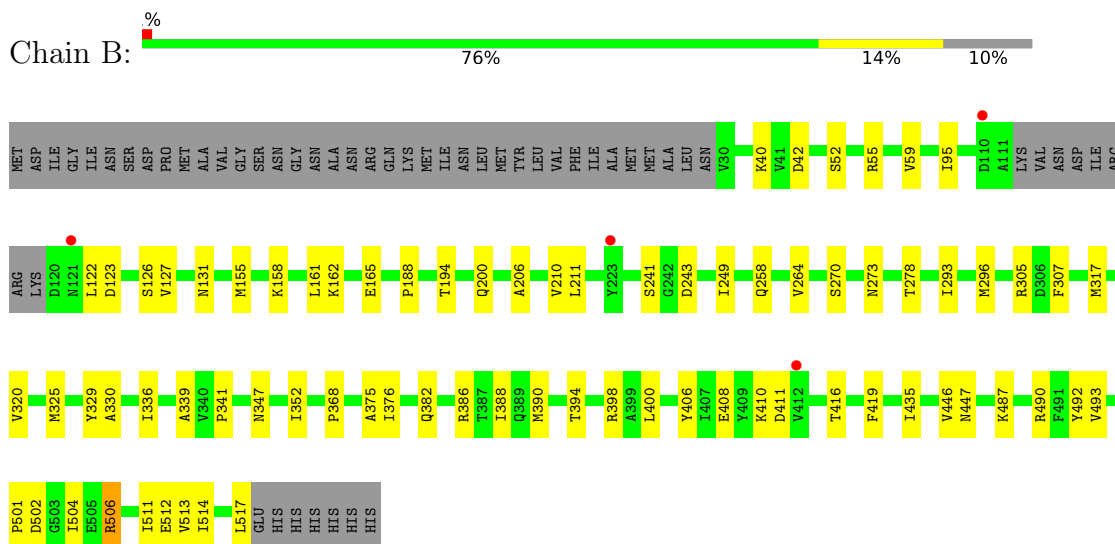 .%
Chain B:
76% 14% 10%
MET ASP ILE GLY ILE ASN SER ASP PRO MET ALA VAL GLY SER ASN GLY ASN ALA ASN ARG GLN LYS MET ILE ASN LEU MET TYR LEU VAL PHE ILE ALA MET MET ALA LEU ASN V30 K40 V41 D42 S52 R55 V59 I95 D110 A111 LYS VAL ASN ASP ILE ARG
ARG LYS D120 N121 L122 D123 S126 V127 N131 M155 K158 L161 K162 E165 P188 T194 Q200 A206 V210 L211 Y223 S241 G242 D243 I249 Q258 V264 S270 N273 T278 I293 M296 R305 D306 F307 M317
V320 M325 Y329 A330 I336 A339 V340 P341 N347 I352 P368 A375 I376 Q382 R386 T387 I388 Q389 M390 T394 R398 A399 L400 Y406 I407 E408 Y409 K410 D411 V412 T416 F419 I435 V446 N447 K487 R490 F491 Y492 V493
P501 D502 G503 I504 E505 R506 I511 E512 V513 I514 L517 GLU HIS HIS HIS HIS HIS HIS